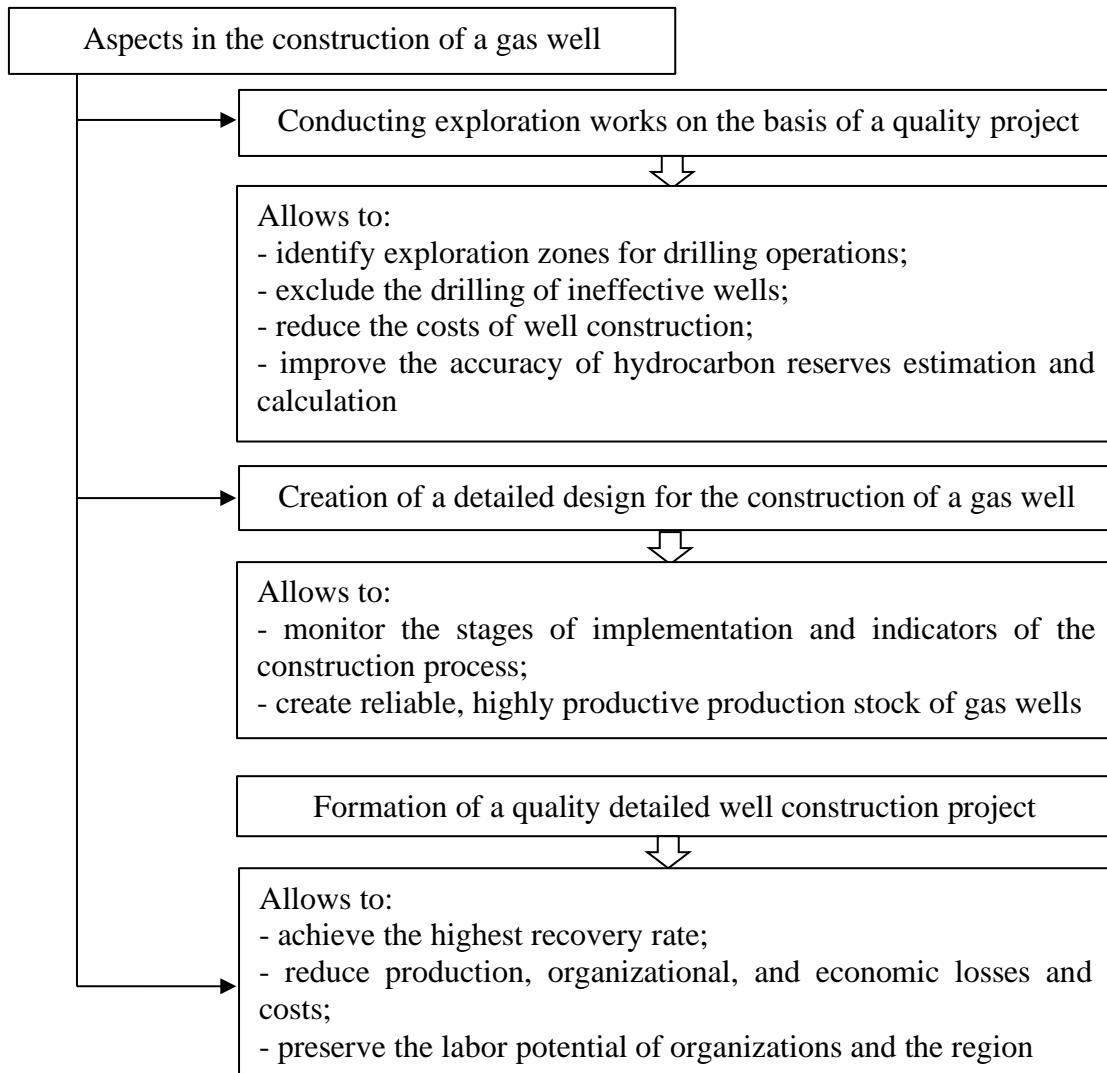 Aspects in the construction of a gas well
Conducting exploration works on the basis of a quality project
Allows to:
- identify exploration zones for drilling operations;
- exclude the drilling of ineffective wells;
- reduce the costs of well construction;
- improve the accuracy of hydrocarbon reserves estimation and
calculation
Creation of a detailed design for the construction of a gas well
Allows to:
- monitor the stages of implementation and indicators of the
construction process;
- create reliable, highly productive production stock of gas wells
Formation of a quality detailed well construction project
Allows to:
- achieve the highest recovery rate;
- reduce production, organizational, and economic losses and
costs;
- preserve the labor potential of organizations and the region